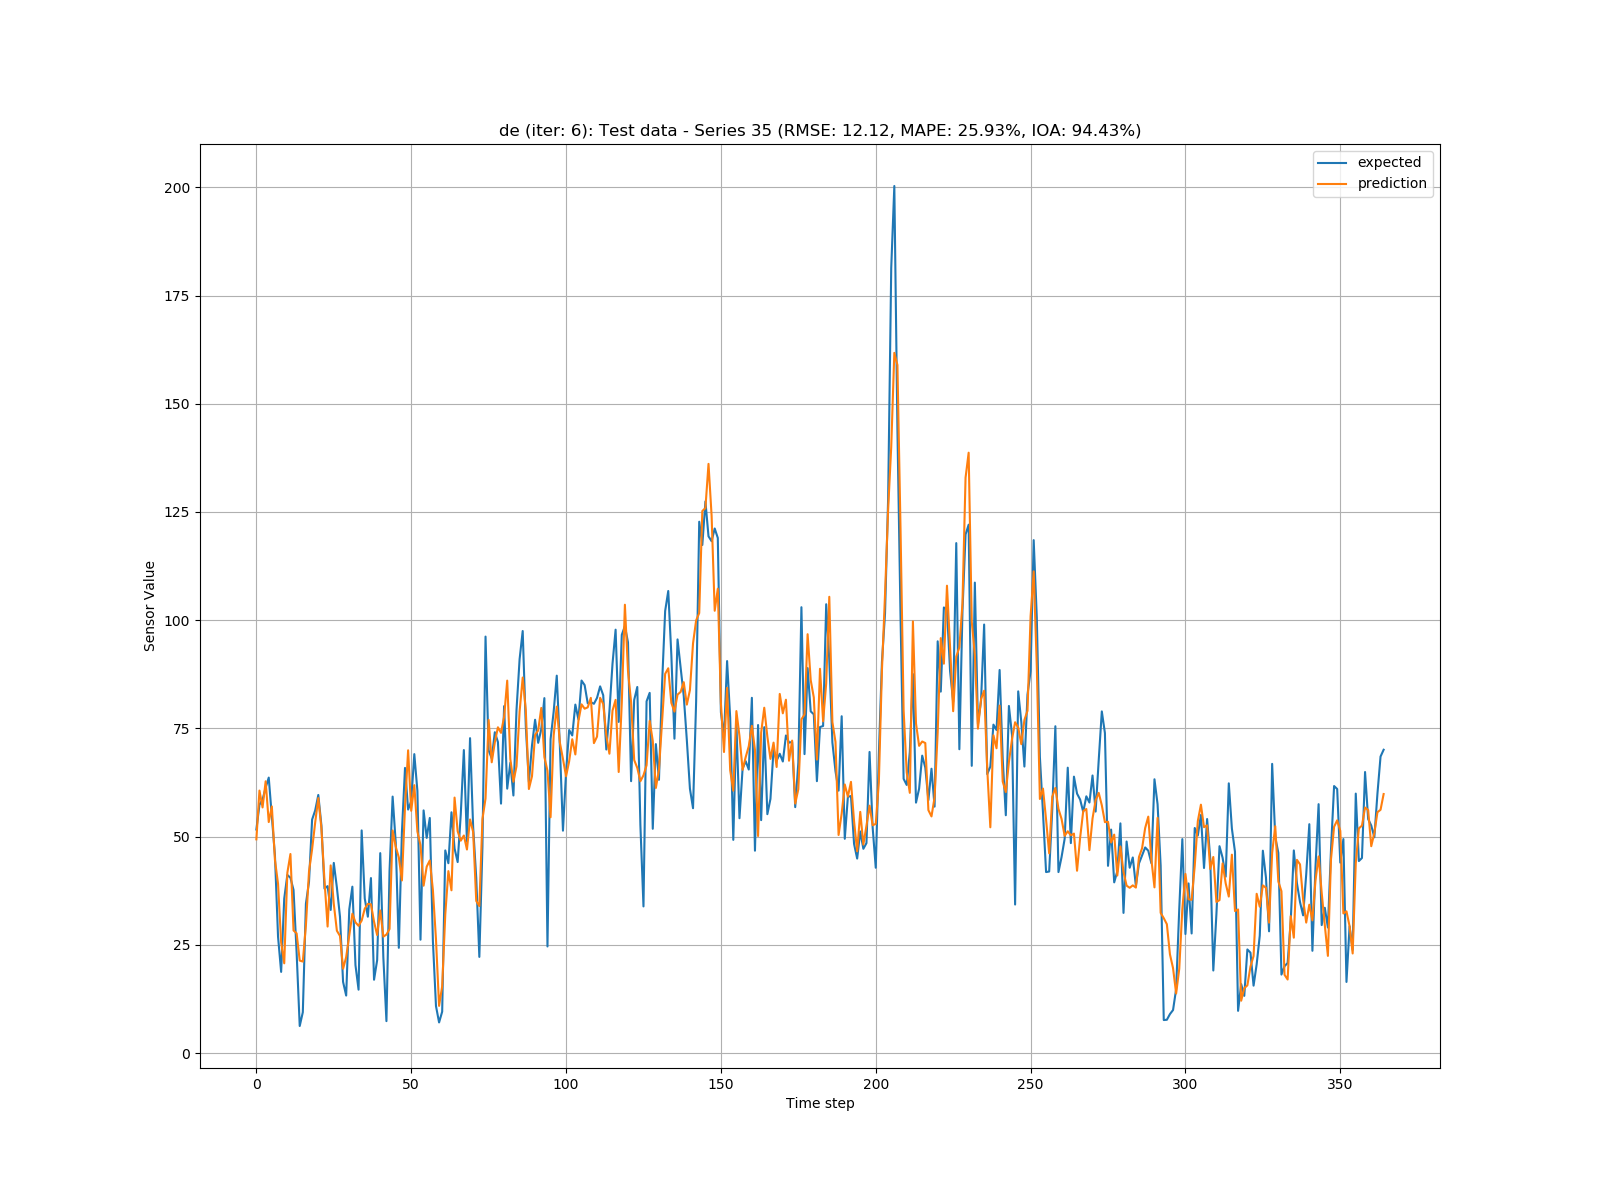 de (iter: 6): Test data - Series 35 (RMSE: 12.12, MAPE: 25.93%, IOA: 94.43%)
expected
prediction
200
175
150
125
100
75
50
25
0
Sensor Value
0 50 100 150 200 250 300 350
Time step